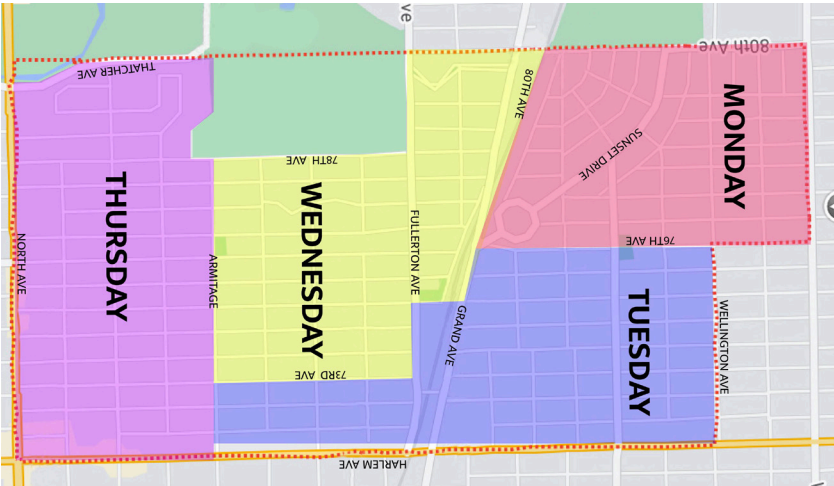 ve
80th Ave
THATCHER AVE
80TH AVE
MONDAY
SUNSET DRIVE
78TH AVE
THURSDAY
WEDNESDAY
FULLERTON AVE
NORTH AVE
76TH AVE
ARMITAGE
TUESDAY
WELLINGTON AVE
GRAND AVE
73RD AVE
HARLEM AVE